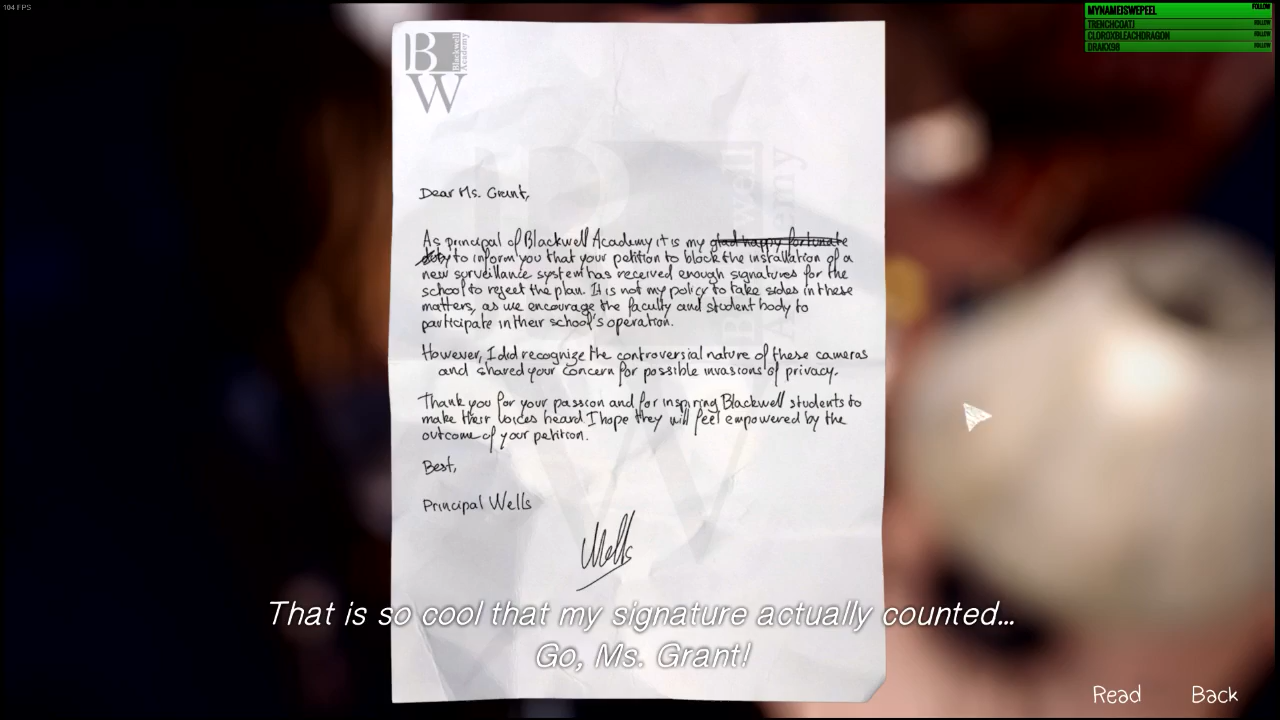 104 FPS
MYNAMEISWEPEEL FOLLOW
TRENCHCOATJ FOLLOW
CLOROXBLEACHDRAGON FOLLOW
DRAKX98 FOLLOW
B Blackwell Academy
W
Dear Ms. Grant,
As principal of Blackwell Academy it is my glad happy fortunate
duty to inform you that your petition to block the installation of a
new surveillance system has received enough signatures for the
school to reject the plan. It is not my policy to take sides in these
matters, as we encourage the faculty and student body to
participate in their school's operation.
However, I did recognize the controversial nature of these cameras
and shared your concern for possible invasions of privacy.
Thank you for your passion and for inspiring Blackwell students to
make their voices heard I hope they will feel empowered by the
outcome of your petition.
Best,
Principal Wells
Wells
That is so cool that my signature actually counted...
Go, Ms. Grant!
Read Back